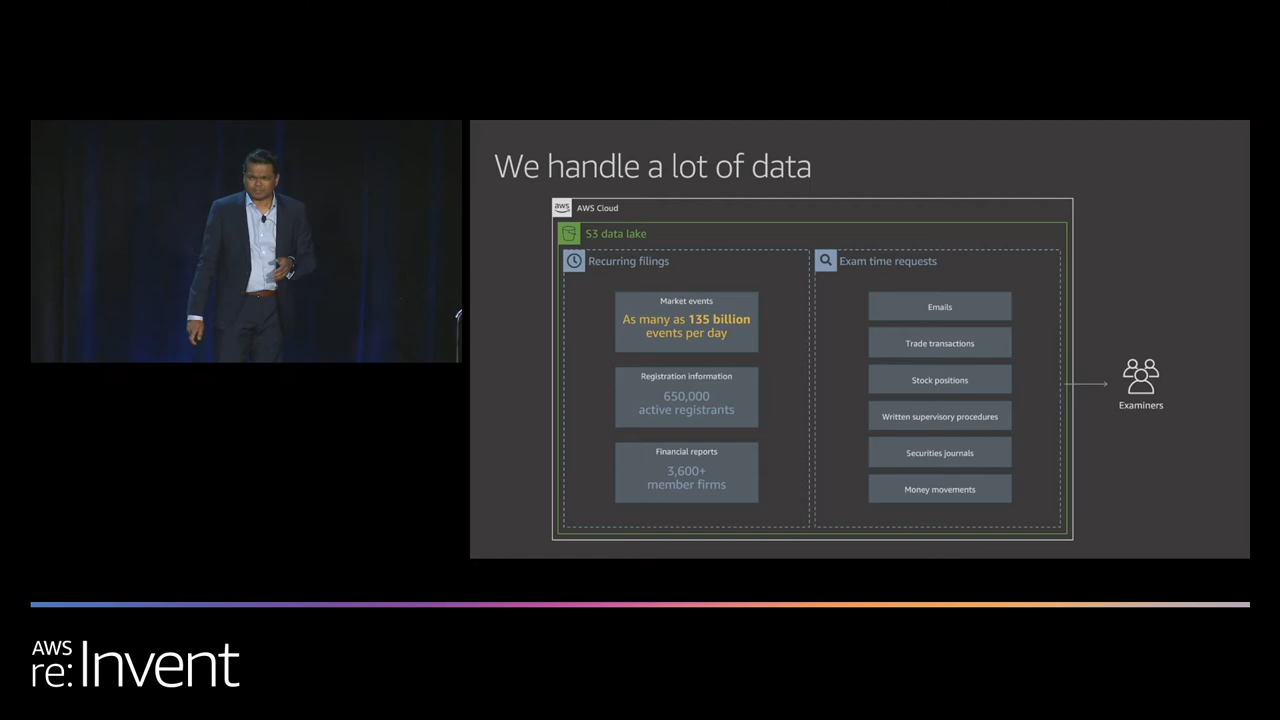 We handle a lot of data
aws
AWS Cloud
S3 data lake
Recurring filings
Market events
As many as 135 billion
events per day
Registration information
650,000
active registrants
Financial reports
3,600+
member firms
Exam time requests
Emails
Trade transactions
Stock positions
Written supervisory procedures
Securities journals
Money movements
Examiners
AWS
re:Invent